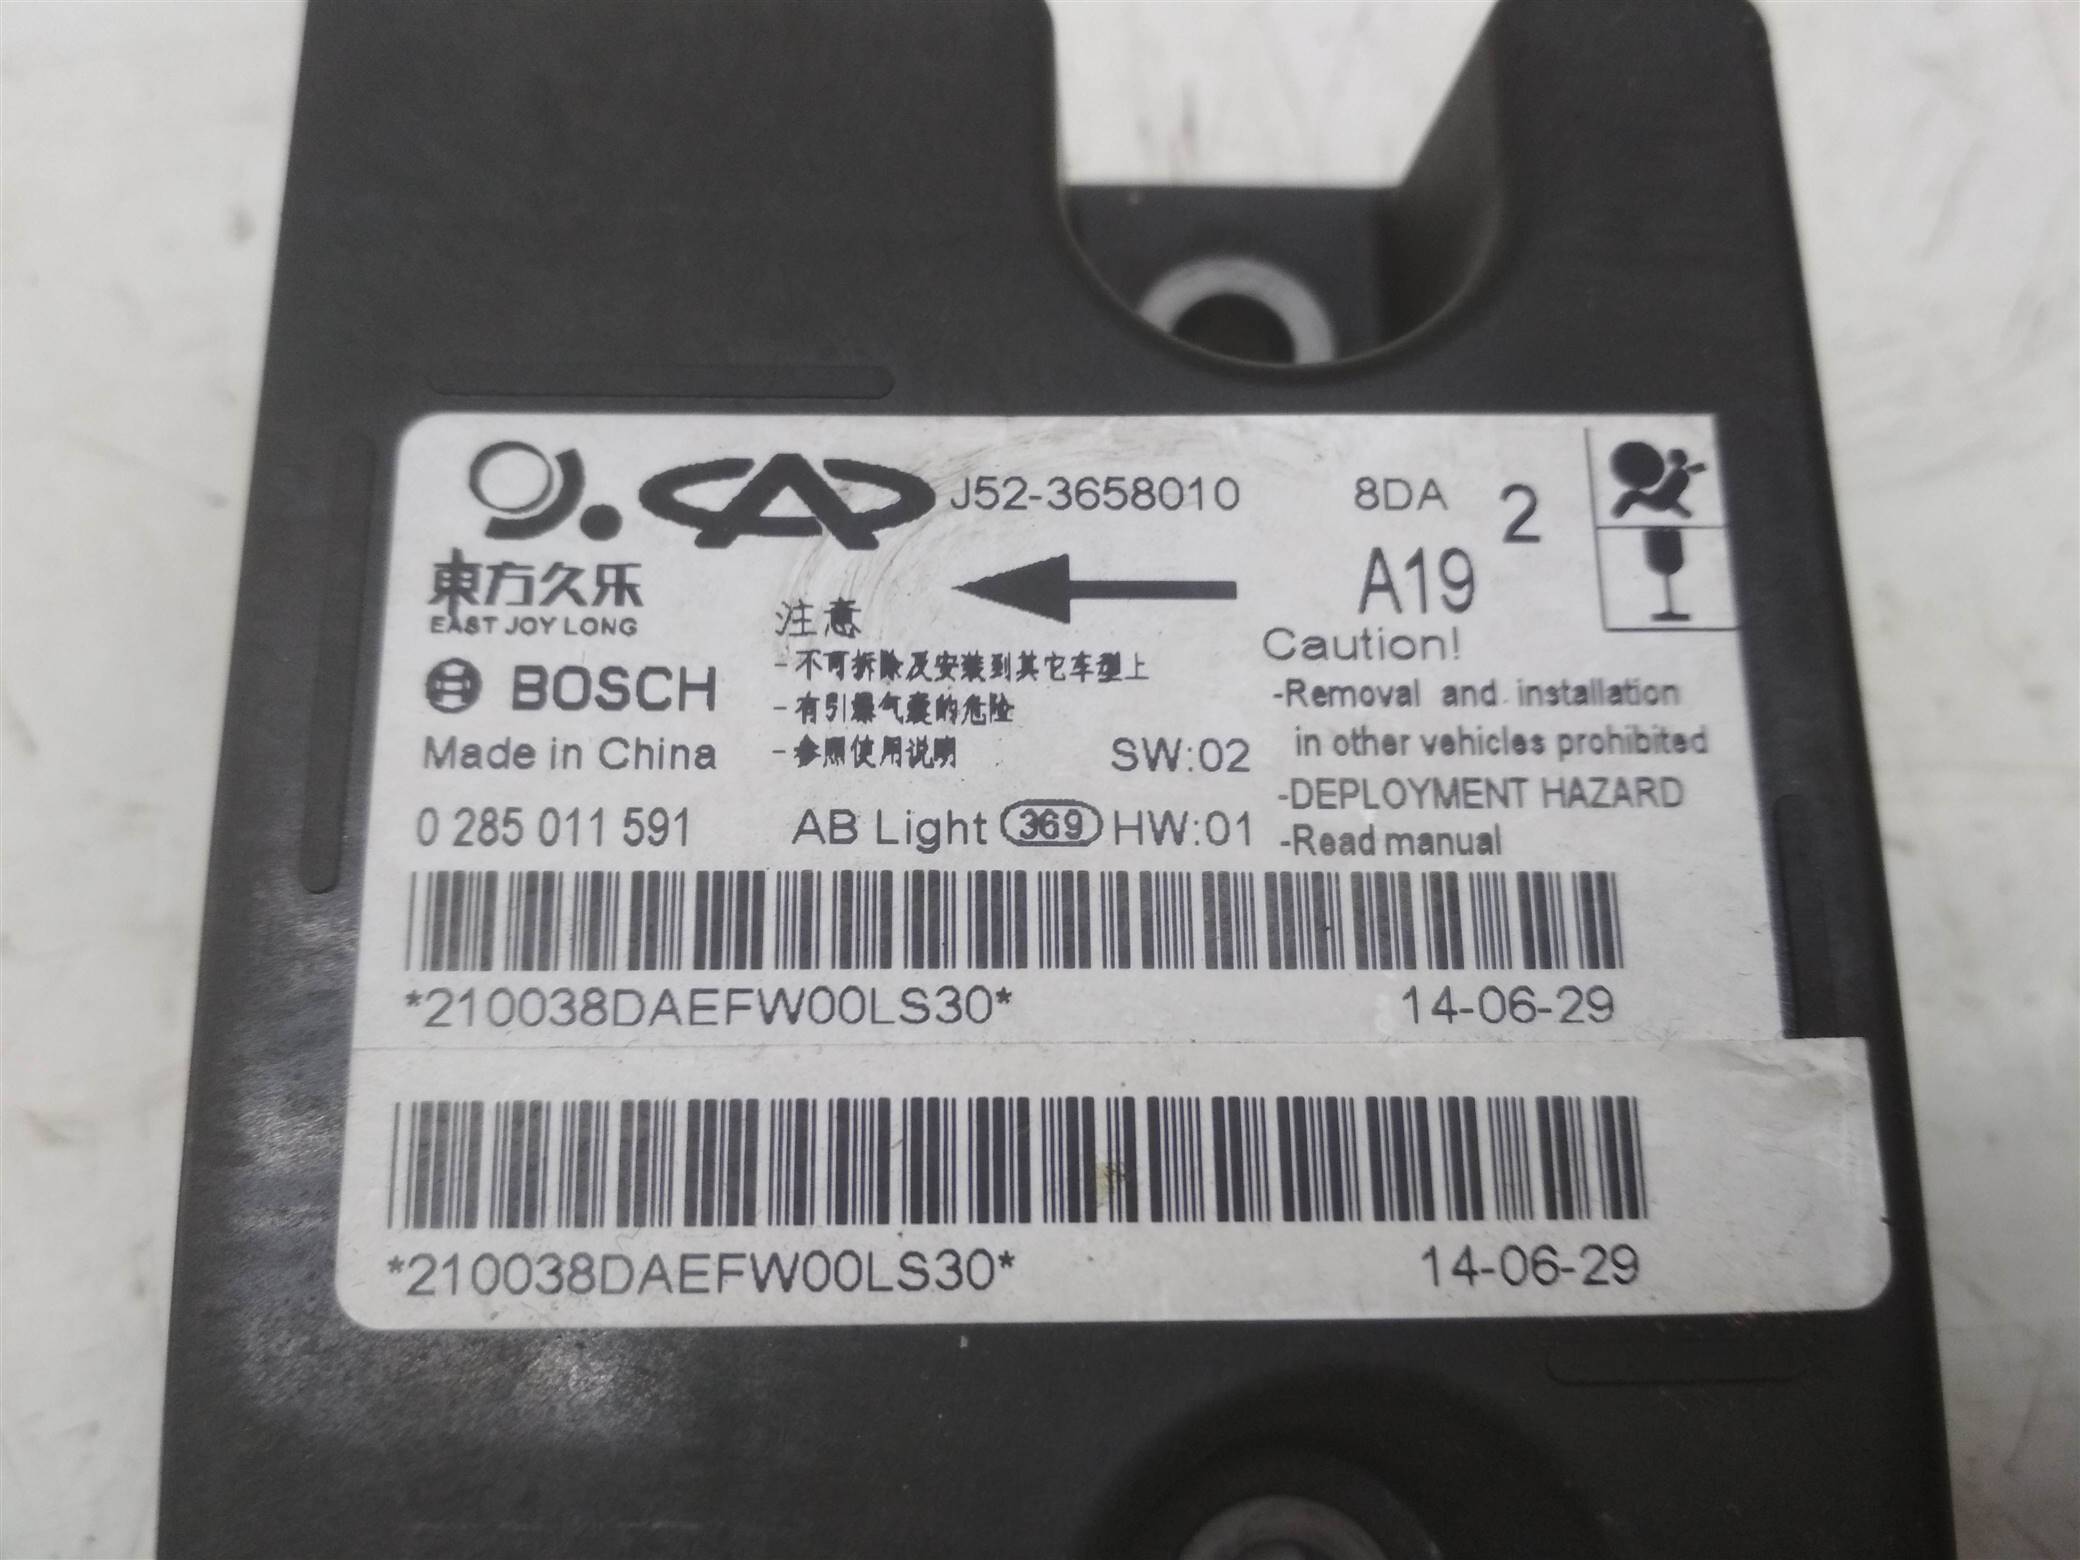 J52-3658010 8DA 2
東方久乐
EAST JOY LONG
A19
注意
- 不可拆除及安装到其它车型上
- 有引爆气囊的危险
- 参照使用说明
BOSCH
Made in China
SW:02
Caution!
-Removal and installation
in other vehicles prohibited
-DEPLOYMENT HAZARD
-Read manual
0 285 011 591 AB Light 369 HW:01
*210038DAEFW00LS30* 14-06-29
*210038DAEFW00LS30* 14-06-29